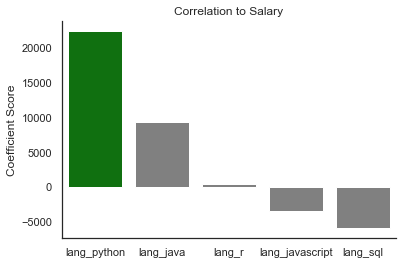 Correlation to Salary
Coefficient Score
20000
15000
10000
5000
0
−5000
lang_python lang_java lang_r lang_javascript lang_sql